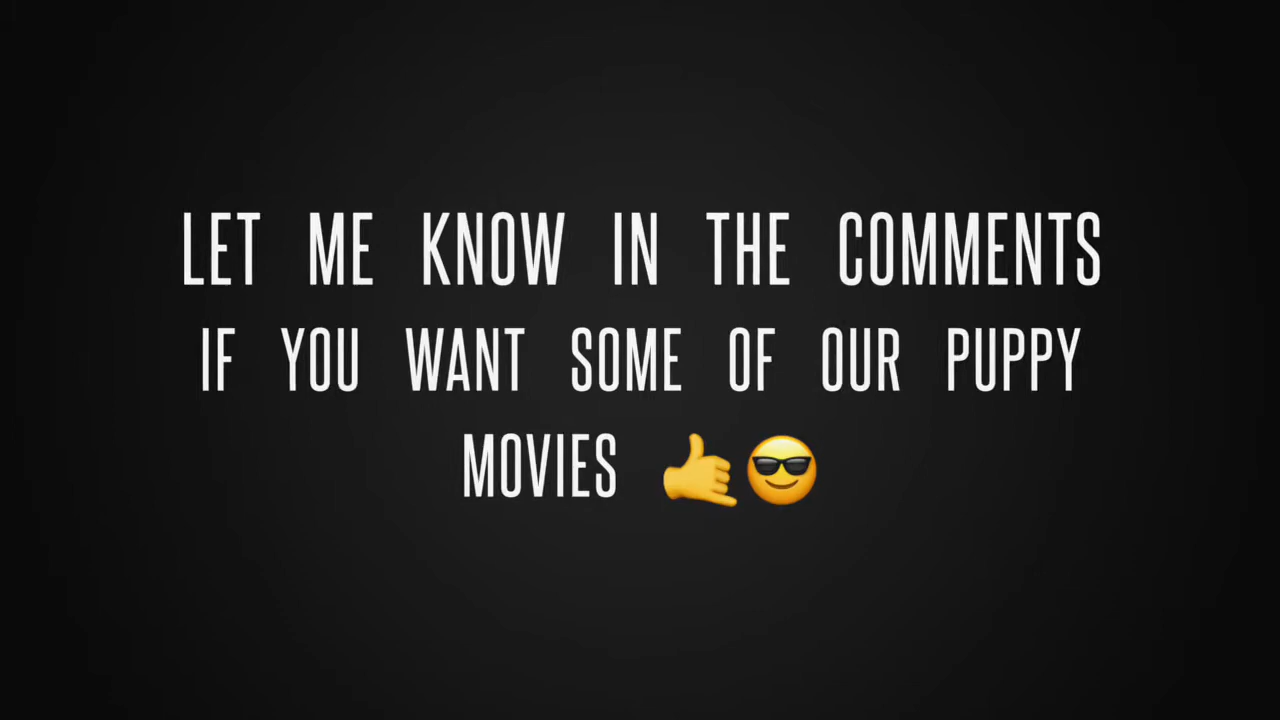 LET ME KNOW IN THE COMMENTS
IF YOU WANT SOME OF OUR PUPPY
MOVIES 🤙😎